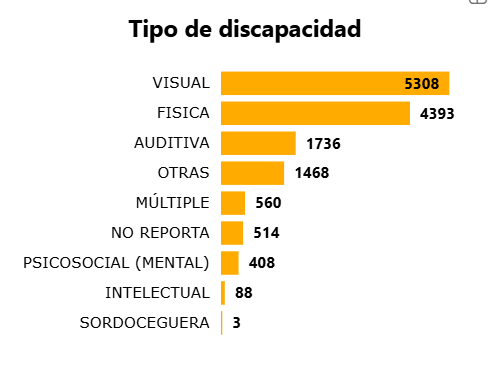 Tipo de discapacidad
VISUAL 5308
FISICA 4393
AUDITIVA 1736
OTRAS 1468
MÚLTIPLE 560
NO REPORTA 514
PSICOSOCIAL (MENTAL) 408
INTELECTUAL 88
SORDOCEGUERA 3